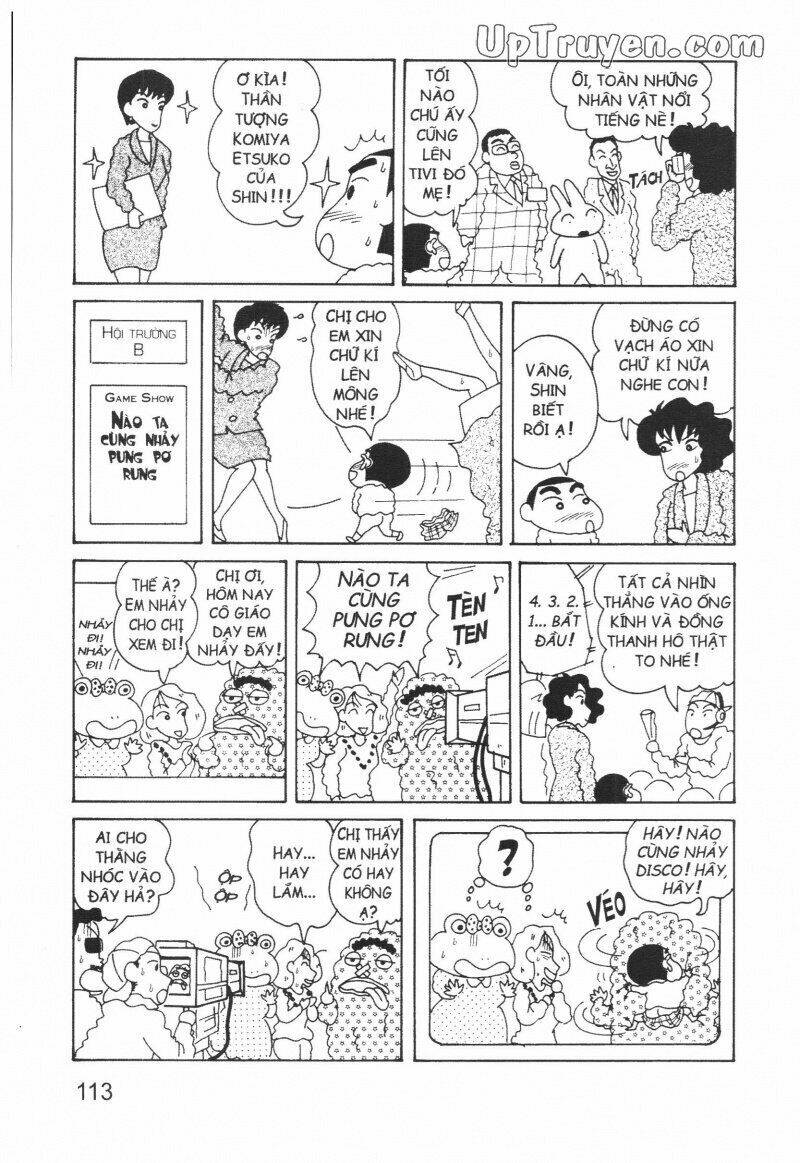 UpTruyen.com
TỐI
NÀO
CHÚ ẤY
CŨNG
LÊN
TIVI ĐÓ
MẸ!
ÔI, TOÀN NHỮNG
NHÂN VẬT NỔI
TIẾNG NÈ!
TÁCH
Ơ KÌA!
THẦN
TƯỢNG
KOMIYA
ETSUKO
CỦA
SHIN!!!
ĐỪNG CÓ
VẠCH ÁO XIN
CHỮ KÍ NỮA
NGHE CON!
VÂNG,
SHIN
BIẾT
RỒI Ạ!
CHỊ CHO
EM XIN
CHỮ KÍ
LÊN
MÔNG
NHÉ!
HỘI TRƯỜNG
B
GAME SHOW
NÀO TA
CÙNG NHẢY
PƯNG PƠ
RƯNG
TẤT CẢ NHÌN
THẲNG VÀO ỐNG
KÍNH VÀ ĐỒNG
THANH HÔ THẬT
TO NHÉ!
4. 3. 2.
1... BẮT
ĐẦU!
TÈN
TEN
NÀO TA
CÙNG
PƯNG PƠ
RƯNG!
CHỊ ƠI,
HÔM NAY
CÔ GIÁO
DẠY EM
NHẢY ĐẤY!
THẾ À?
EM NHẢY
CHO CHỊ
XEM ĐI!
NHẢY
ĐI!
NHẢY
ĐI!
HÂY! NÀO
CÙNG NHẢY
DISCO! HÂY,
HÂY!
VÉO
?
CHỊ THẤY
EM NHẢY
CÓ HAY
KHÔNG
Ạ?
HAY...
HAY
LẮM...
ỘP
ỘP
AI CHO
THẰNG
NHÓC VÀO
ĐÂY HẢ?
113